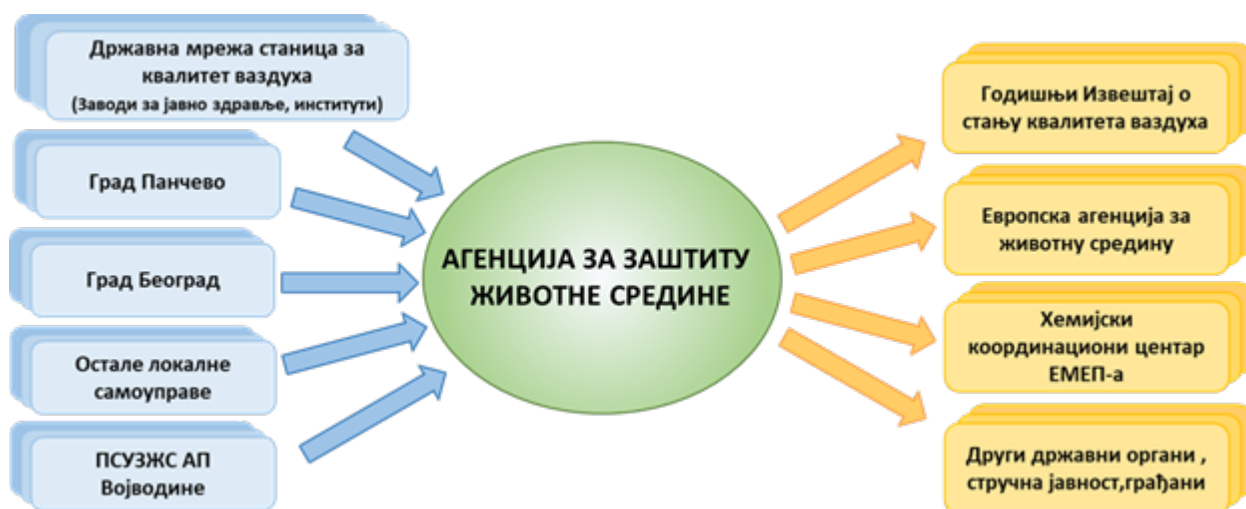 Државна мрежа станица за
квалитет ваздуха
(Заводи за јавно здравље, институти)
Град Панчево
Град Београд
Остале локалне
самоуправе
ПСУЗЖС АП
Војводине
АГЕНЦИЈА ЗА ЗАШТИТУ
ЖИВОТНЕ СРЕДИНЕ
Годишњи Извештај о
стању квалитета ваздуха
Европска агенција за
животну средину
Хемијски
координациони центар
ЕМЕП-а
Други државни органи ,
стручна јавност,грађани